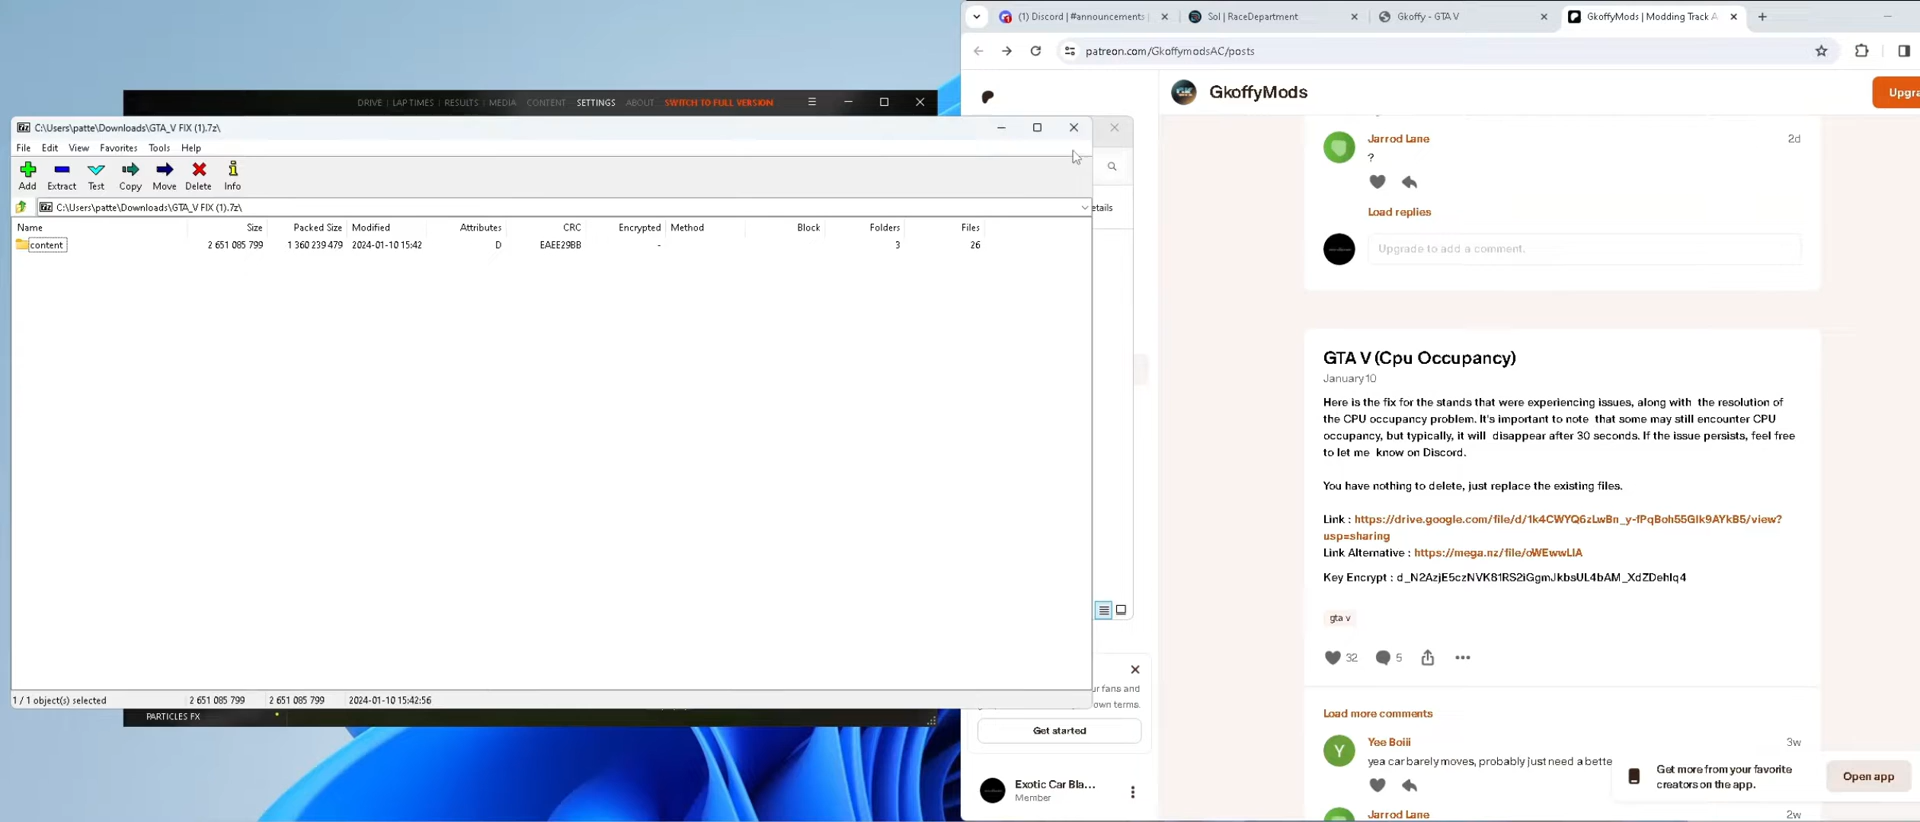 (1) Discord | #announcements
Sol | RaceDepartment
Gkoffy - GTA V
GkoffyMods | Modding Track A
patreon.com/GkoffymodsAC/posts
DRIVE | LAP TIMES | RESULTS | MEDIA CONTENT SETTINGS ABOUT SWITCH TO FULL VERSION
C:\Users\patte\Downloads\GTA_V FIX (1).7z\
File Edit View Favorites Tools Help
Add Extract Test Copy Move Delete Info
C:\Users\patte\Downloads\GTA_V FIX (1).7z\
Name Size Packed Size Modified Attributes CRC Encrypted Method Block Folders Files
content 2 651 085 799 1 360 239 479 2024-01-10 15:42 D EAEE29BB - 3 26
1 / 1 object(s) selected 2 651 085 799 2 651 085 799 2024-01-10 15:42:56
PARTICLES FX
etails
ur fans and
own terms.
Get started
Exotic Car Bla...
Member
GkoffyMods
Upgra
Jarrod Lane 2d
?
Load replies
Upgrade to add a comment.
GTA V (Cpu Occupancy)
January 10
Here is the fix for the stands that were experiencing issues, along with the resolution of
the CPU occupancy problem. It's important to note that some may still encounter CPU
occupancy, but typically, it will disappear after 30 seconds. If the issue persists, feel free
to let me know on Discord.
You have nothing to delete, just replace the existing files.
Link : https://drive.google.com/file/d/1k4CWYQ6zLwBn_y-fPqBoh55Glk9AYkB5/view?
usp=sharing
Link Alternative : https://mega.nz/file/oWEwwLIA
Key Encrypt : d_N2AzjE5czNVK81RS2iGgmJkbsUL4bAM_XdZDehlq4
gta v
32 5
Load more comments
Y
Yee Boiii 3w
yea car barely moves, probably just need a bette
Jarrod Lane 2w
Get more from your favorite
creators on the app.
Open app